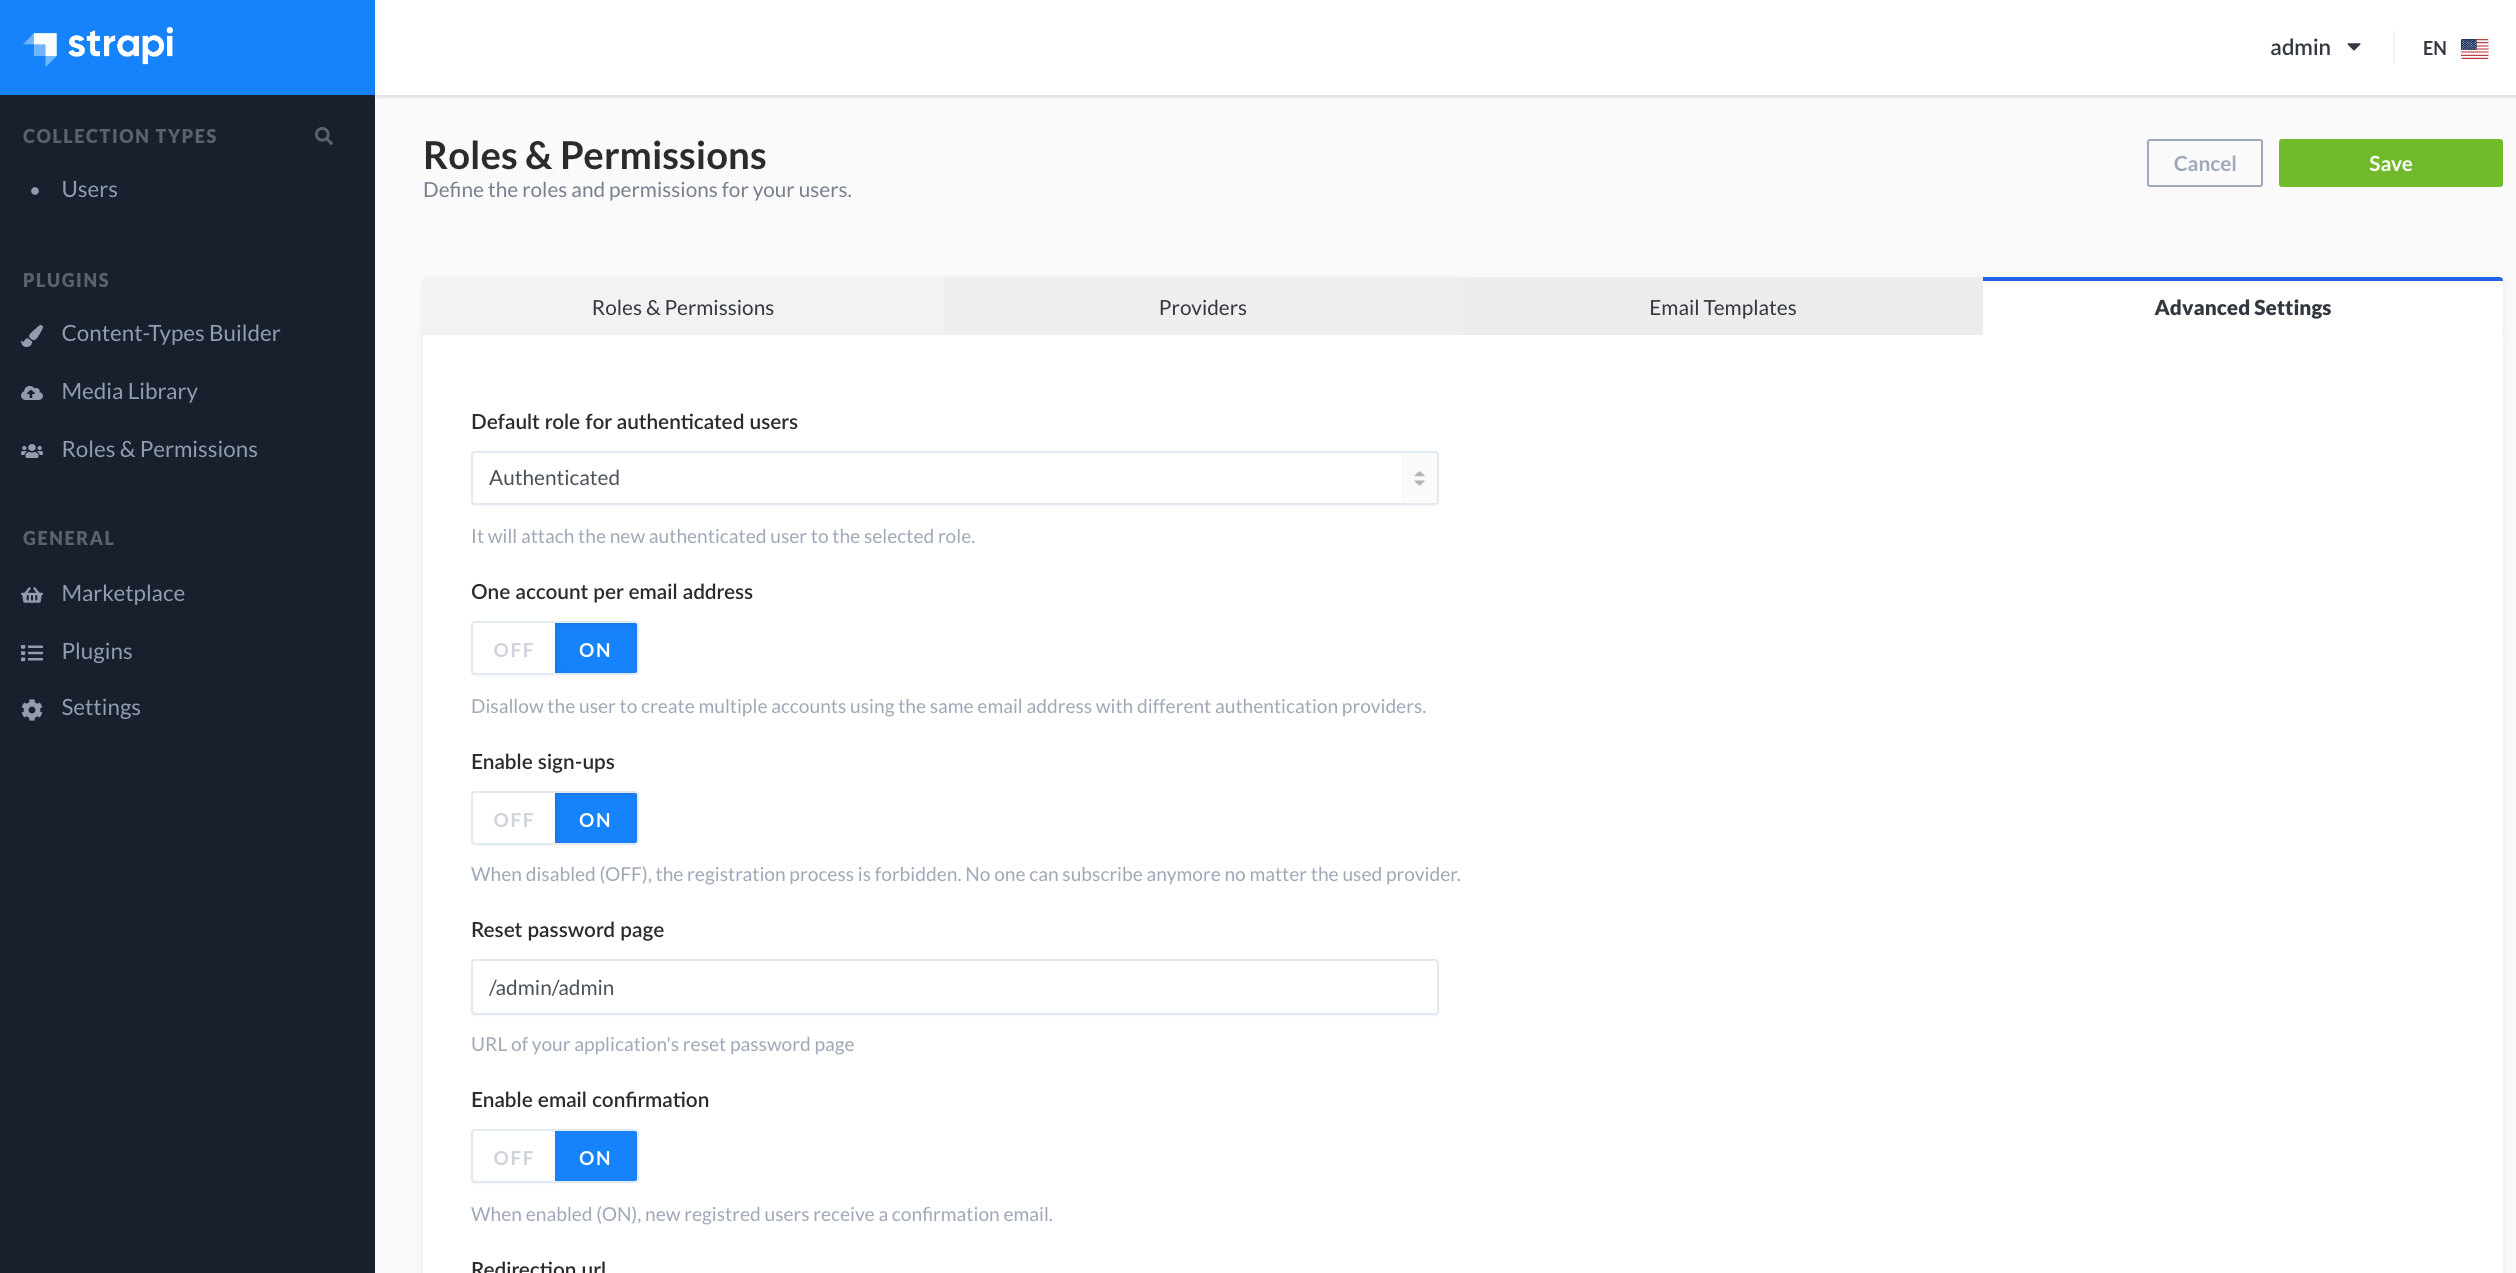 strapi
admin
EN
COLLECTION TYPES
Users
PLUGINS
Content-Types Builder
Media Library
Roles & Permissions
GENERAL
Marketplace
Plugins
Settings
Roles & Permissions
Define the roles and permissions for your users.
Cancel
Save
Roles & Permissions
Providers
Email Templates
Advanced Settings
Default role for authenticated users
Authenticated
It will attach the new authenticated user to the selected role.
One account per email address
OFF ON
Disallow the user to create multiple accounts using the same email address with different authentication providers.
Enable sign-ups
OFF ON
When disabled (OFF), the registration process is forbidden. No one can subscribe anymore no matter the used provider.
Reset password page
/admin/admin
URL of your application's reset password page
Enable email confirmation
OFF ON
When enabled (ON), new registred users receive a confirmation email.
Redirection url